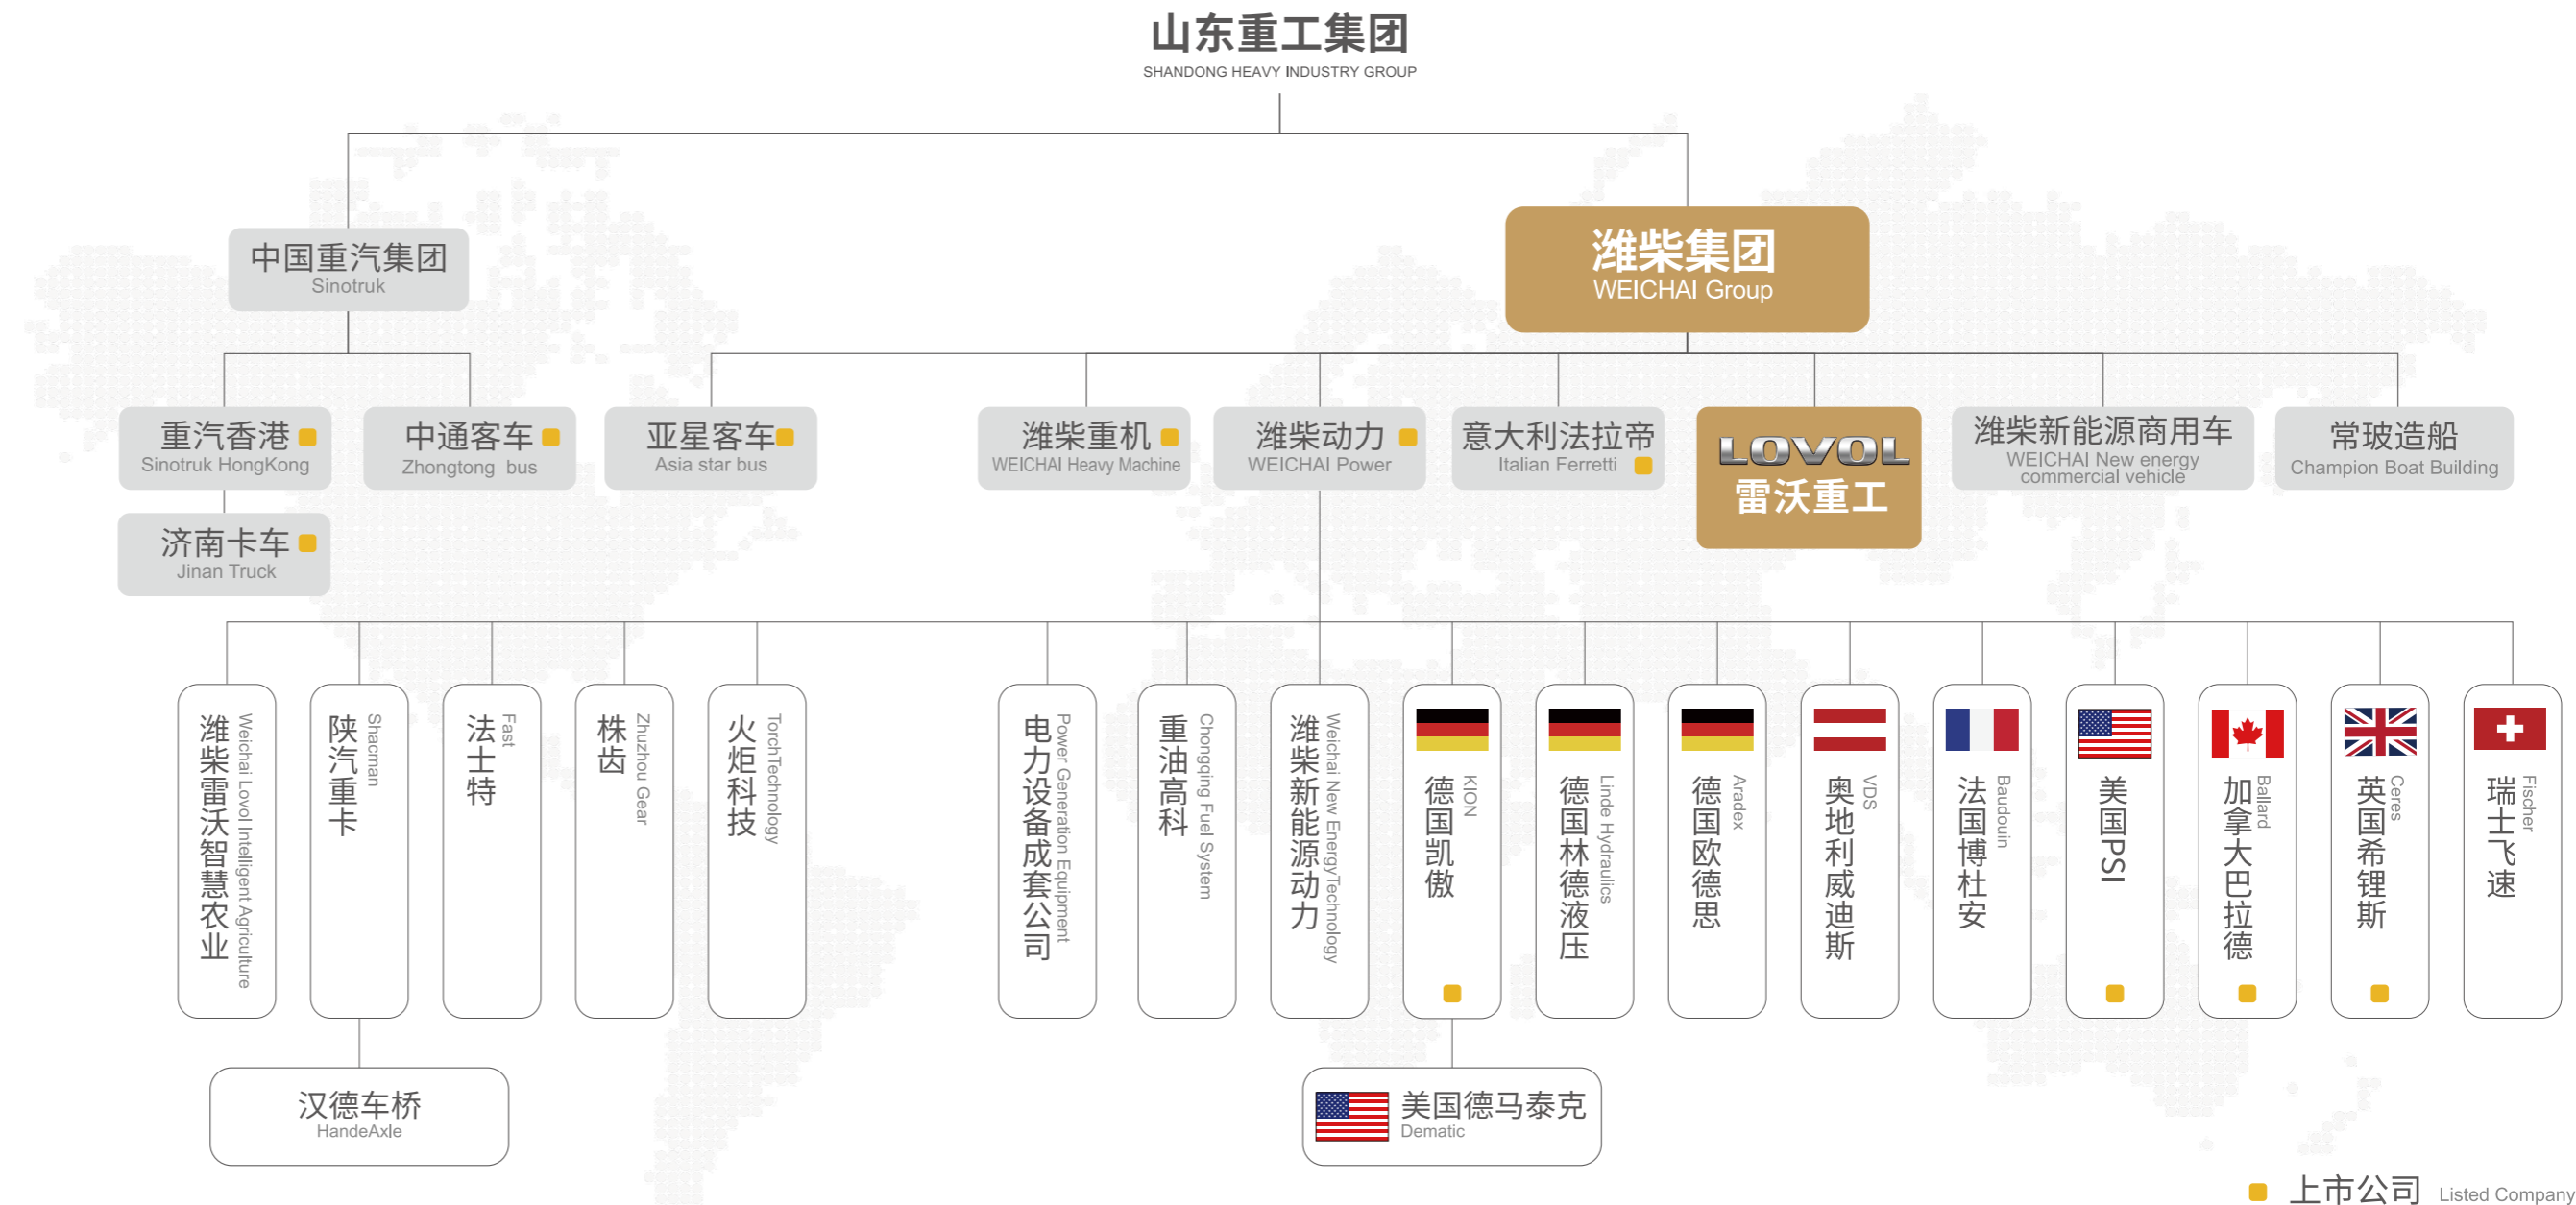 山东重工集团
SHANDONG HEAVY INDUSTRY GROUP
中国重汽集团
Sinotruk
潍柴集团
WEICHAI Group
重汽香港
Sinotruk HongKong
中通客车
Zhongtong bus
亚星客车
Asia star bus
潍柴重机
WEICHAI Heavy Machine
潍柴动力
WEICHAI Power
意大利法拉帝
Italian Ferretti
LOVOL
雷沃重工
潍柴新能源商用车
WEICHAI New energy
commercial vehicle
常玻造船
Champion Boat Building
济南卡车
Jinan Truck
潍柴雷沃智慧农业
Weichai Lovol Intelligent Agriculture
陕汽重卡
Shacman
法士特
Fast
株齿
Zhuzhou Gear
火炬科技
TorchTechnology
电力设备成套公司
Power Generation Equipment
重油高科
Chongqing Fuel System
潍柴新能源动力
Weichai New EnergyTechnology
德国凯傲
KION
德国林德液压
Linde Hydraulics
德国欧德思
Aradex
奥地利威迪斯
VDS
法国博杜安
Baudouin
美国PSI
加拿大巴拉德
Ballard
英国希锂斯
Ceres
瑞士飞速
Fischer
汉德车桥
HandeAxle
美国德马泰克
Dematic
上市公司 Listed Company